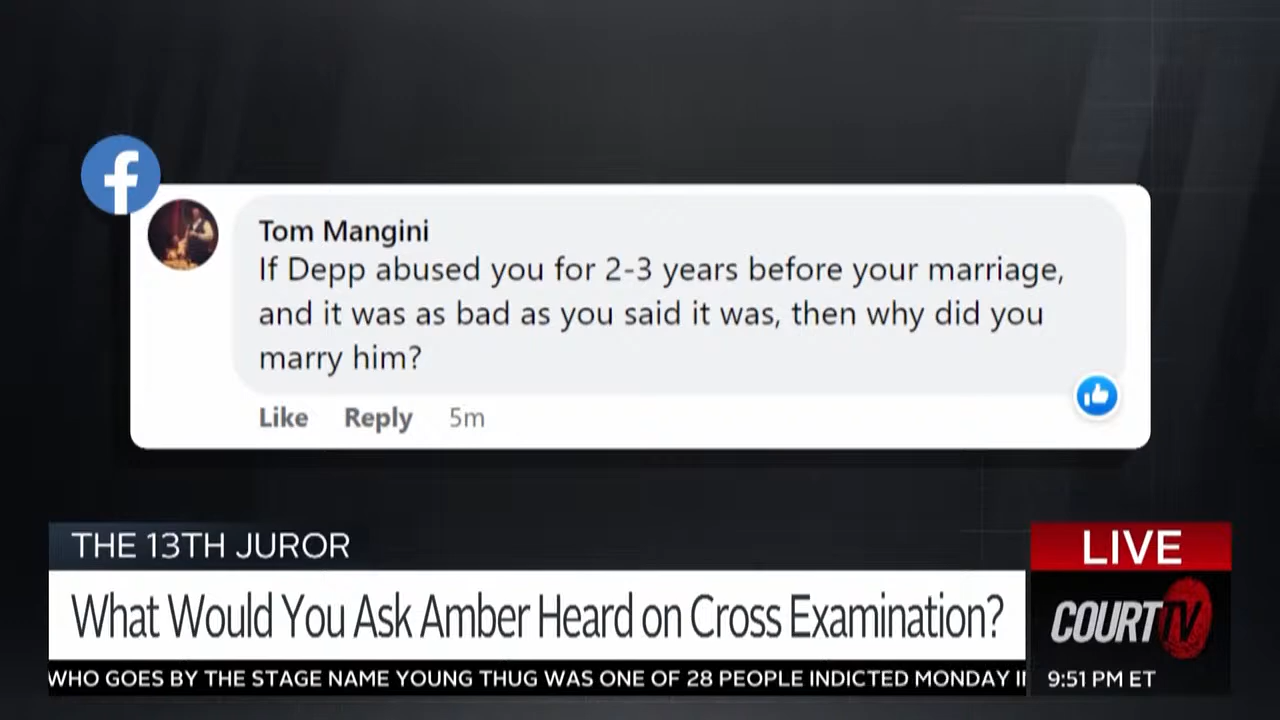 f
Tom Mangini
If Depp abused you for 2-3 years before your marriage,
and it was as bad as you said it was, then why did you
marry him?
Like Reply 5m
THE 13TH JUROR
LIVE
What Would You Ask Amber Heard on Cross Examination?
COURT TV
WHO GOES BY THE STAGE NAME YOUNG THUG WAS ONE OF 28 PEOPLE INDICTED MONDAY
9:51 PM ET